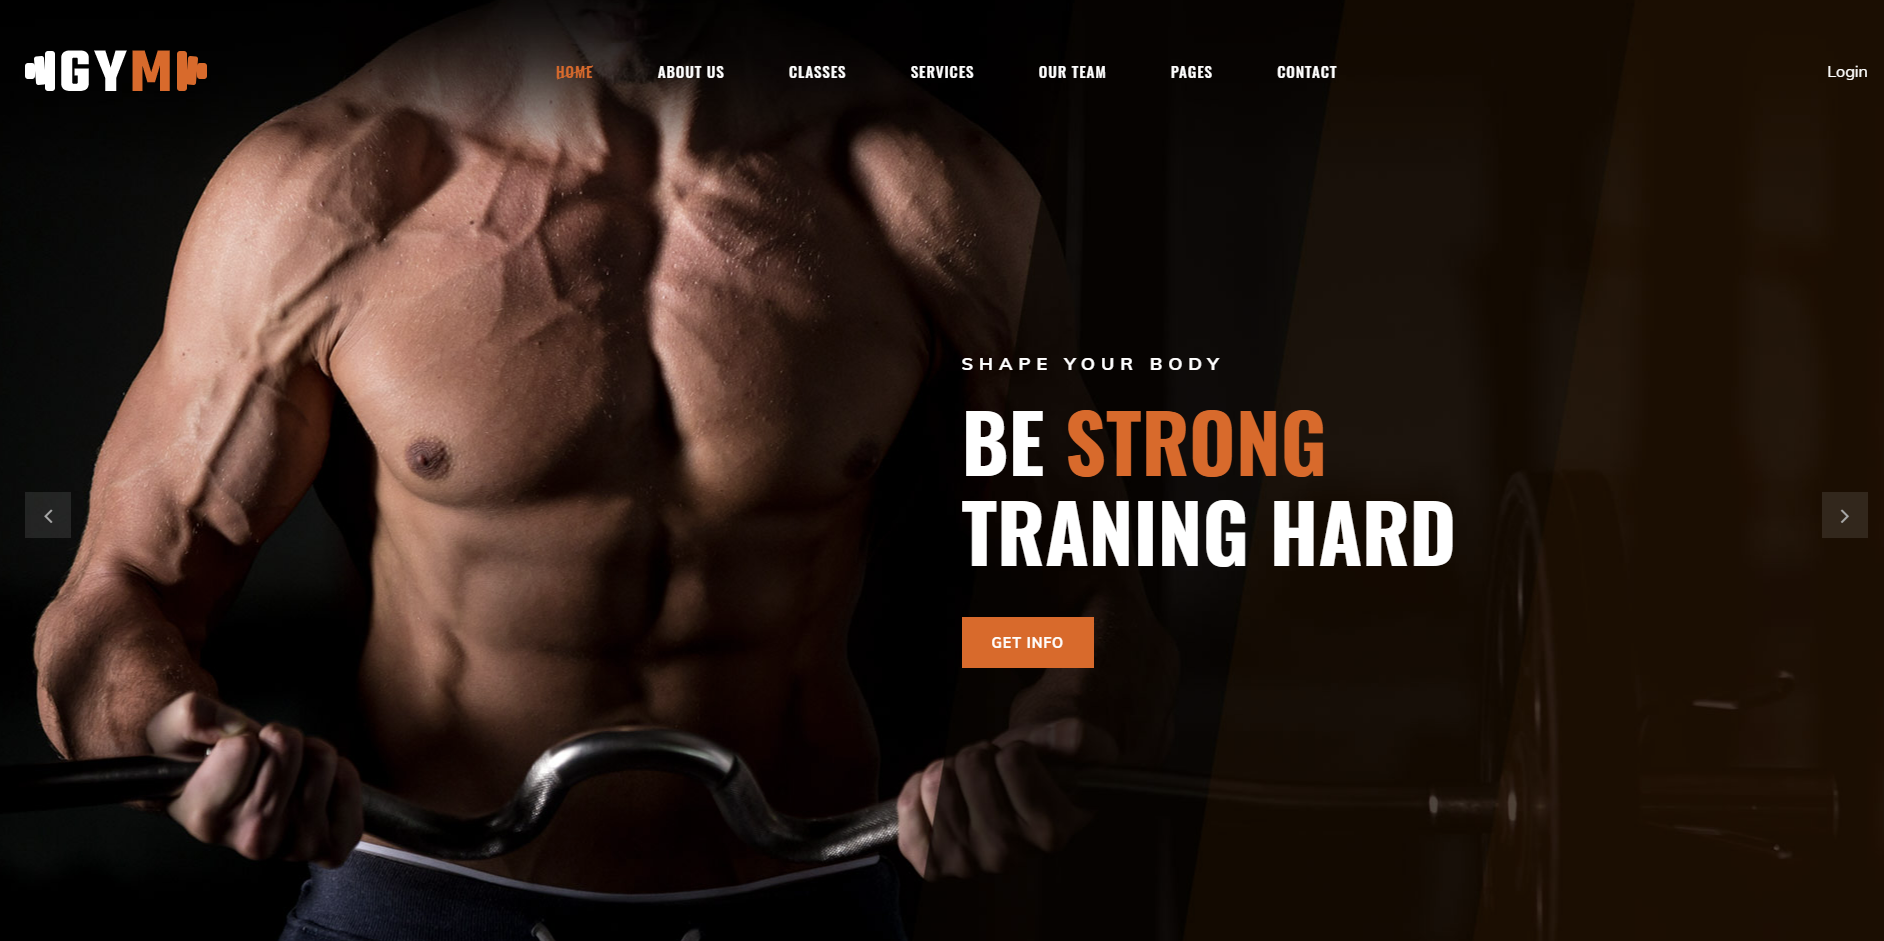 GYM
HOME ABOUT US CLASSES SERVICES OUR TEAM PAGES CONTACT
Login
SHAPE YOUR BODY
BE STRONG
TRANING HARD
GET INFO